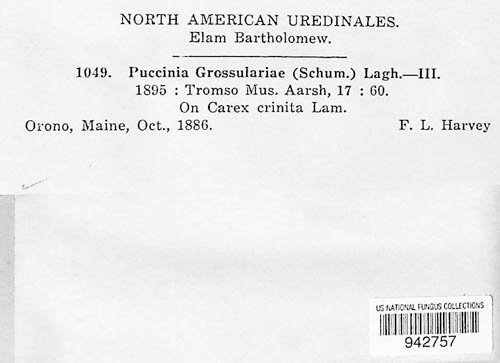 NORTH AMERICAN UREDINALES.
Elam Bartholomew.
1049. Puccinia Grossulariae (Schum.) Lagh.—III.
1895 : Tromso Mus. Aarsh, 17 : 60.
On Carex crinita Lam.
Orono, Maine, Oct., 1886. F. L. Harvey
US NATIONAL FUNGUS COLLECTIONS
942757